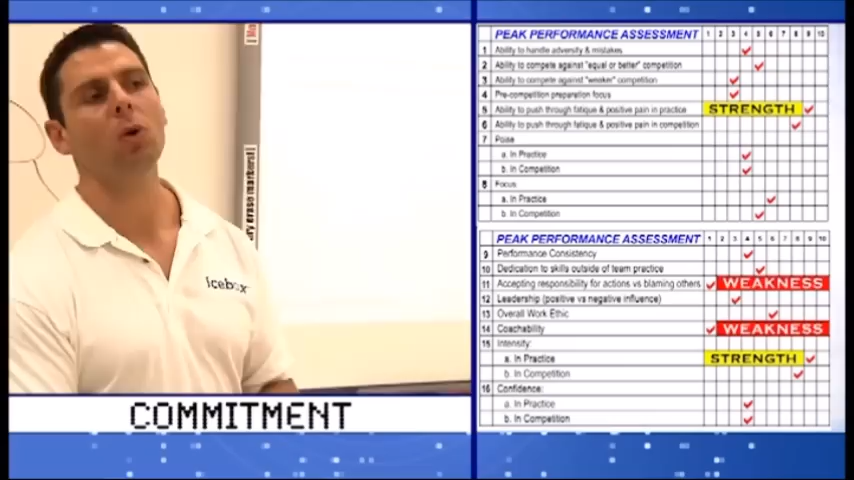 PEAK PERFORMANCE ASSESSMENT 1 2 3 4 5 6 7 8 9 10
1 Ability to handle adversity & mistakes
2 Ability to compete against "equal or better" competition
3 Ability to compete against "weaker" competition
4 Pre-competition preparation focus
5 Ability to push through fatigue & positive pain in practice STRENGTH
6 Ability to push through fatigue & positive pain in competition
7 Poise
a. In Practice
b. In Competition
8 Focus
a. In Practice
b. In Competition
PEAK PERFORMANCE ASSESSMENT 1 2 3 4 5 6 7 8 9 10
9 Performance Consistency
10 Dedication to skills outside of team practice
11 Accepting responsibility for actions vs blaming others WEAKNESS
12 Leadership (positive vs negative influence)
13 Overall Work Ethic
14 Coachability WEAKNESS
15 Intensity:
a. In Practice STRENGTH
b. In Competition
16 Confidence:
a. In Practice
b. In Competition
icebox
erase markers!
COMMITMENT